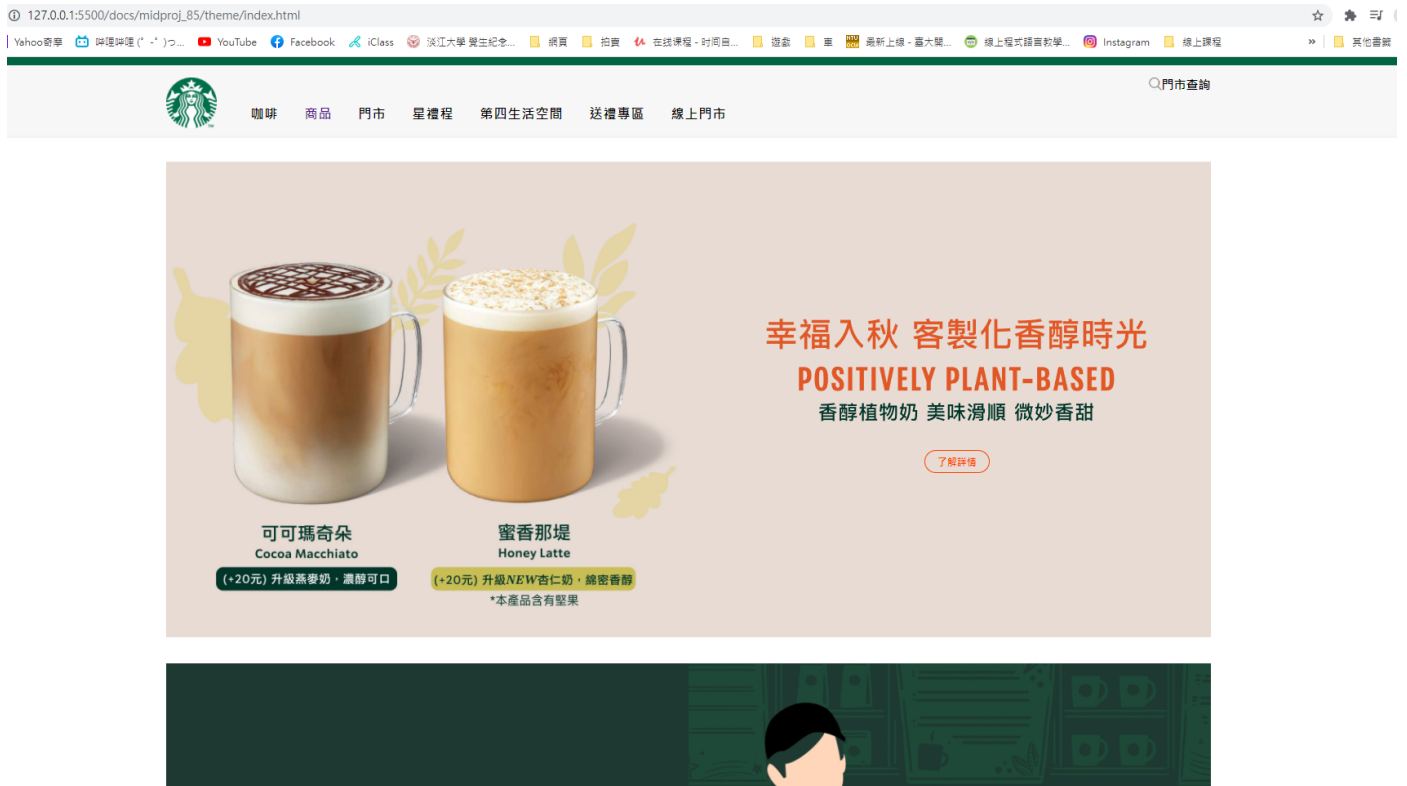 127.0.0.1:5500/docs/midproj_85/theme/index.html
Yahoo奇摩 哔哩哔哩 (゜-゜)つ... YouTube Facebook iClass 淡江大學 覺生紀念... 網頁 拍賣 在线课程 - 时间自... 遊戲 車 最新上線 - 臺大開... 線上程式語言教學... Instagram 線上課程 » 其他書籤
門市查詢
咖啡 商品 門市 星禮程 第四生活空間 送禮專區 線上門市
幸福入秋 客製化香醇時光
POSITIVELY PLANT-BASED
香醇植物奶 美味滑順 微妙香甜
了解詳情
可可瑪奇朵
Cocoa Macchiato
(+20元) 升級燕麥奶，濃醇可口
蜜香那堤
Honey Latte
(+20元) 升級NEW杏仁奶，綿密香醇
*本產品含有堅果